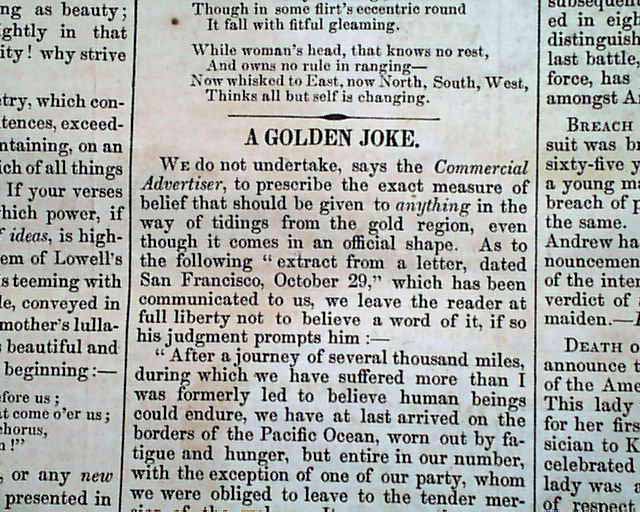 ng as beauty;
ightly in that
ity! why strive
etry, which con-
tences, exceed-
ntaining, on an
ich of all things
If your verses
hich power, if
f ideas, is high-
em of Lowell's
s teeming with
le, conveyed in
mother's lulla-
s beautiful and
beginning:—
efore us;
at come o'er us;
chorus,
n!"
, or any new
presented in
Though in some flirt's eccentric round
It fall with fitful gleaming.
While woman's head, that knows no rest,
And owns no rule in ranging—
Now whisked to East, now North, South, West,
Thinks all but self is changing.
A GOLDEN JOKE.
WE do not undertake, says the Commercial
Advertiser, to prescribe the exact measure of
belief that should be given to anything in the
way of tidings from the gold region, even
though it comes in an official shape. As to
the following "extract from a letter, dated
San Francisco, October 29," which has been
communicated to us, we leave the reader at
full liberty not to believe a word of it, if so
his judgment prompts him:—
"After a journey of several thousand miles,
during which we have suffered more than I
was formerly led to believe human beings
could endure, we have at last arrived on the
borders of the Pacific Ocean, worn out by fa-
tigue and hunger, but entire in our number,
with the exception of one of our party, whom
we were obliged to leave to the tender mer-
subsequen
ed in eigh
distinguish
last battle,
force, has
amongst A
BREACH
suit was br
sixty-five y
a young m
breach of p
the same.
Andrew ha
nouncemen
of the inter
verdict of
maiden.—
DEATH o
announce t
of the Ame
This lady
for her firs
sician to K
celebrated
lady was a
of respect